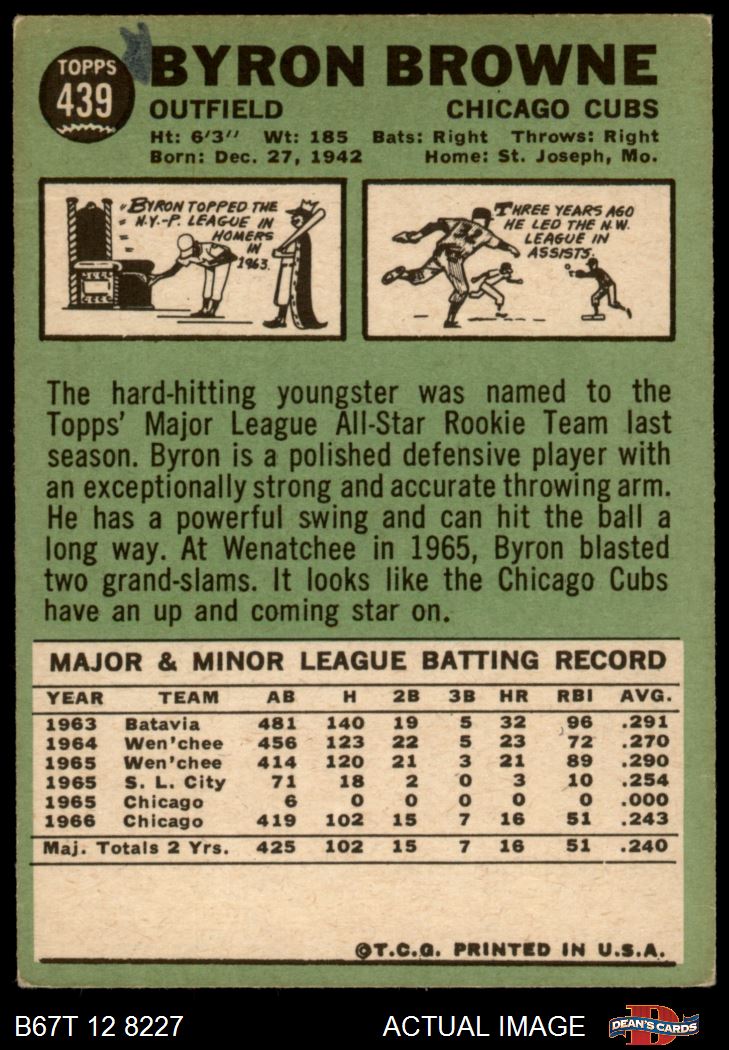 TOPPS
439
BYRON BROWNE
OUTFIELD CHICAGO CUBS
Ht: 6'3" Wt: 185 Bats: Right Throws: Right
Born: Dec. 27, 1942 Home: St. Joseph, Mo.
BYRON TOPPED THE
N.Y.-P. LEAGUE IN
HOMERS
IN
1963.
THREE YEARS AGO
HE LED THE N.W.
LEAGUE IN
ASSISTS.
The hard-hitting youngster was named to the
Topps' Major League All-Star Rookie Team last
season. Byron is a polished defensive player with
an exceptionally strong and accurate throwing arm.
He has a powerful swing and can hit the ball a
long way. At Wenatchee in 1965, Byron blasted
two grand-slams. It looks like the Chicago Cubs
have an up and coming star on.
MAJOR & MINOR LEAGUE BATTING RECORD
YEAR TEAM AB H 2B 3B HR RBI AVG.
1963 Batavia 481 140 19 5 32 96 .291
1964 Wen'chee 456 123 22 5 23 72 .270
1965 Wen'chee 414 120 21 3 21 89 .290
1965 S. L. City 71 18 2 0 3 10 .254
1965 Chicago 6 0 0 0 0 0 .000
1966 Chicago 419 102 15 7 16 51 .243
Maj. Totals 2 Yrs. 425 102 15 7 16 51 .240
©T.C.G. PRINTED IN U.S.A.
B67T 12 8227 ACTUAL IMAGE
DEAN'S CARDS